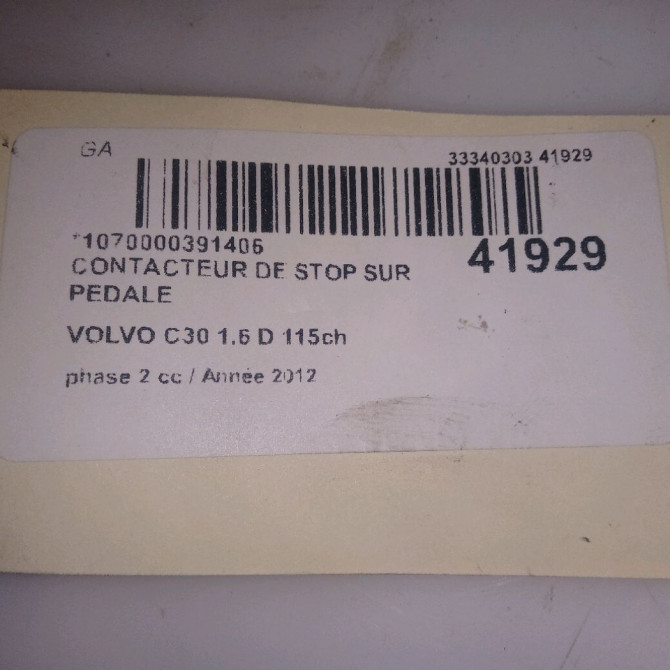 GA
33340303 41929
*1070000391406
41929
CONTACTEUR DE STOP SUR
PEDALE
VOLVO C30 1.6 D 115ch
phase 2 cc / Année 2012